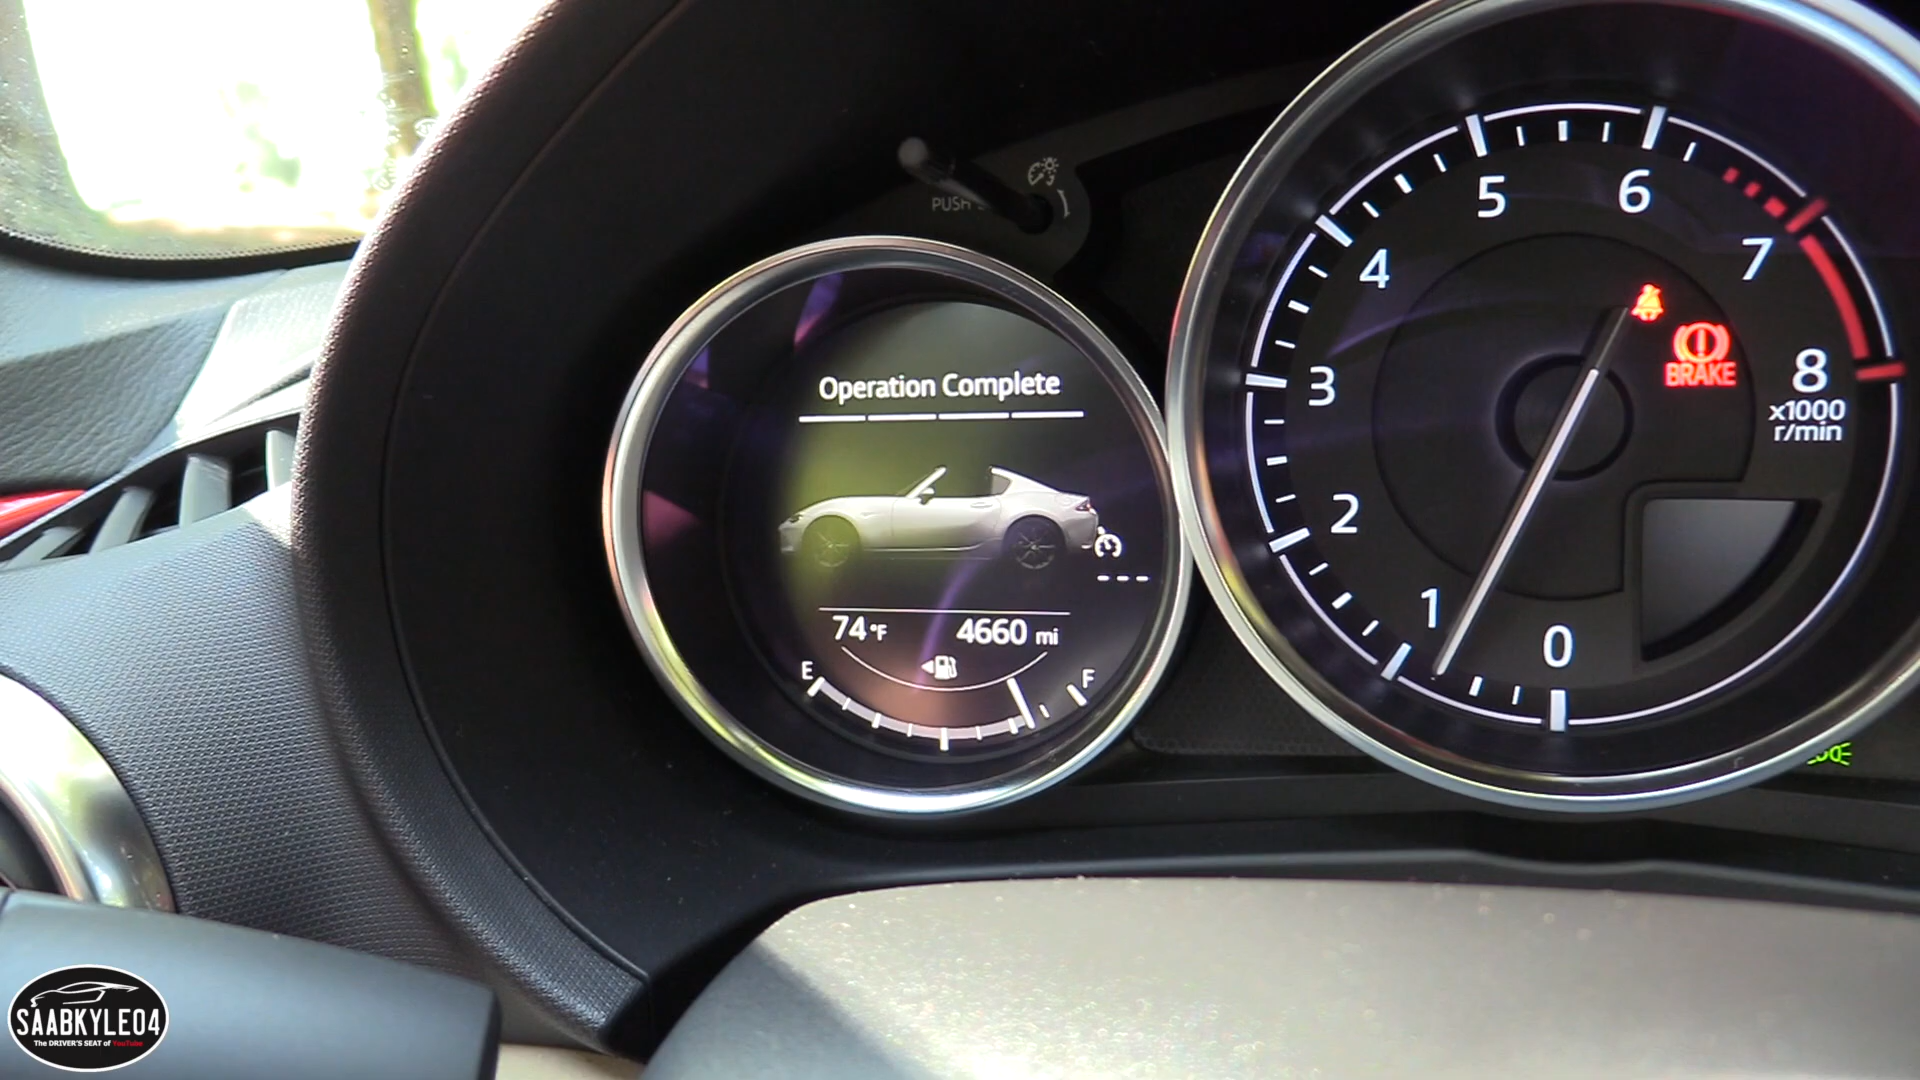 PUSH
Operation Complete
74°F 4660 mi
E F
0
1
2
3
4
5
6
7
8
x1000
r/min
BRAKE
SAABKYLE04
The DRIVER'S SEAT of YouTube